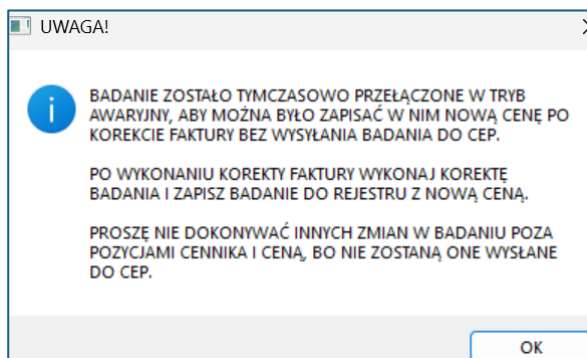 UWAGA!
BADANIE ZOSTAŁO TYMCZASOWO PRZEŁĄCZONE W TRYB
AWARYJNY, ABY MOŻNA BYŁO ZAPISAĆ W NIM NOWĄ CENĘ PO
KOREKCIE FAKTURY BEZ WYSYŁANIA BADANIA DO CEP.
PO WYKONANIU KOREKTY FAKTURY WYKONAJ KOREKTĘ
BADANIA I ZAPISZ BADANIE DO REJESTRU Z NOWĄ CENĄ.
PROSZĘ NIE DOKONYWAĆ INNYCH ZMIAN W BADANIU POZA
POZYCJAMI CENNIKA I CENĄ, BO NIE ZOSTANĄ ONE WYSŁANE
DO CEP.
OK